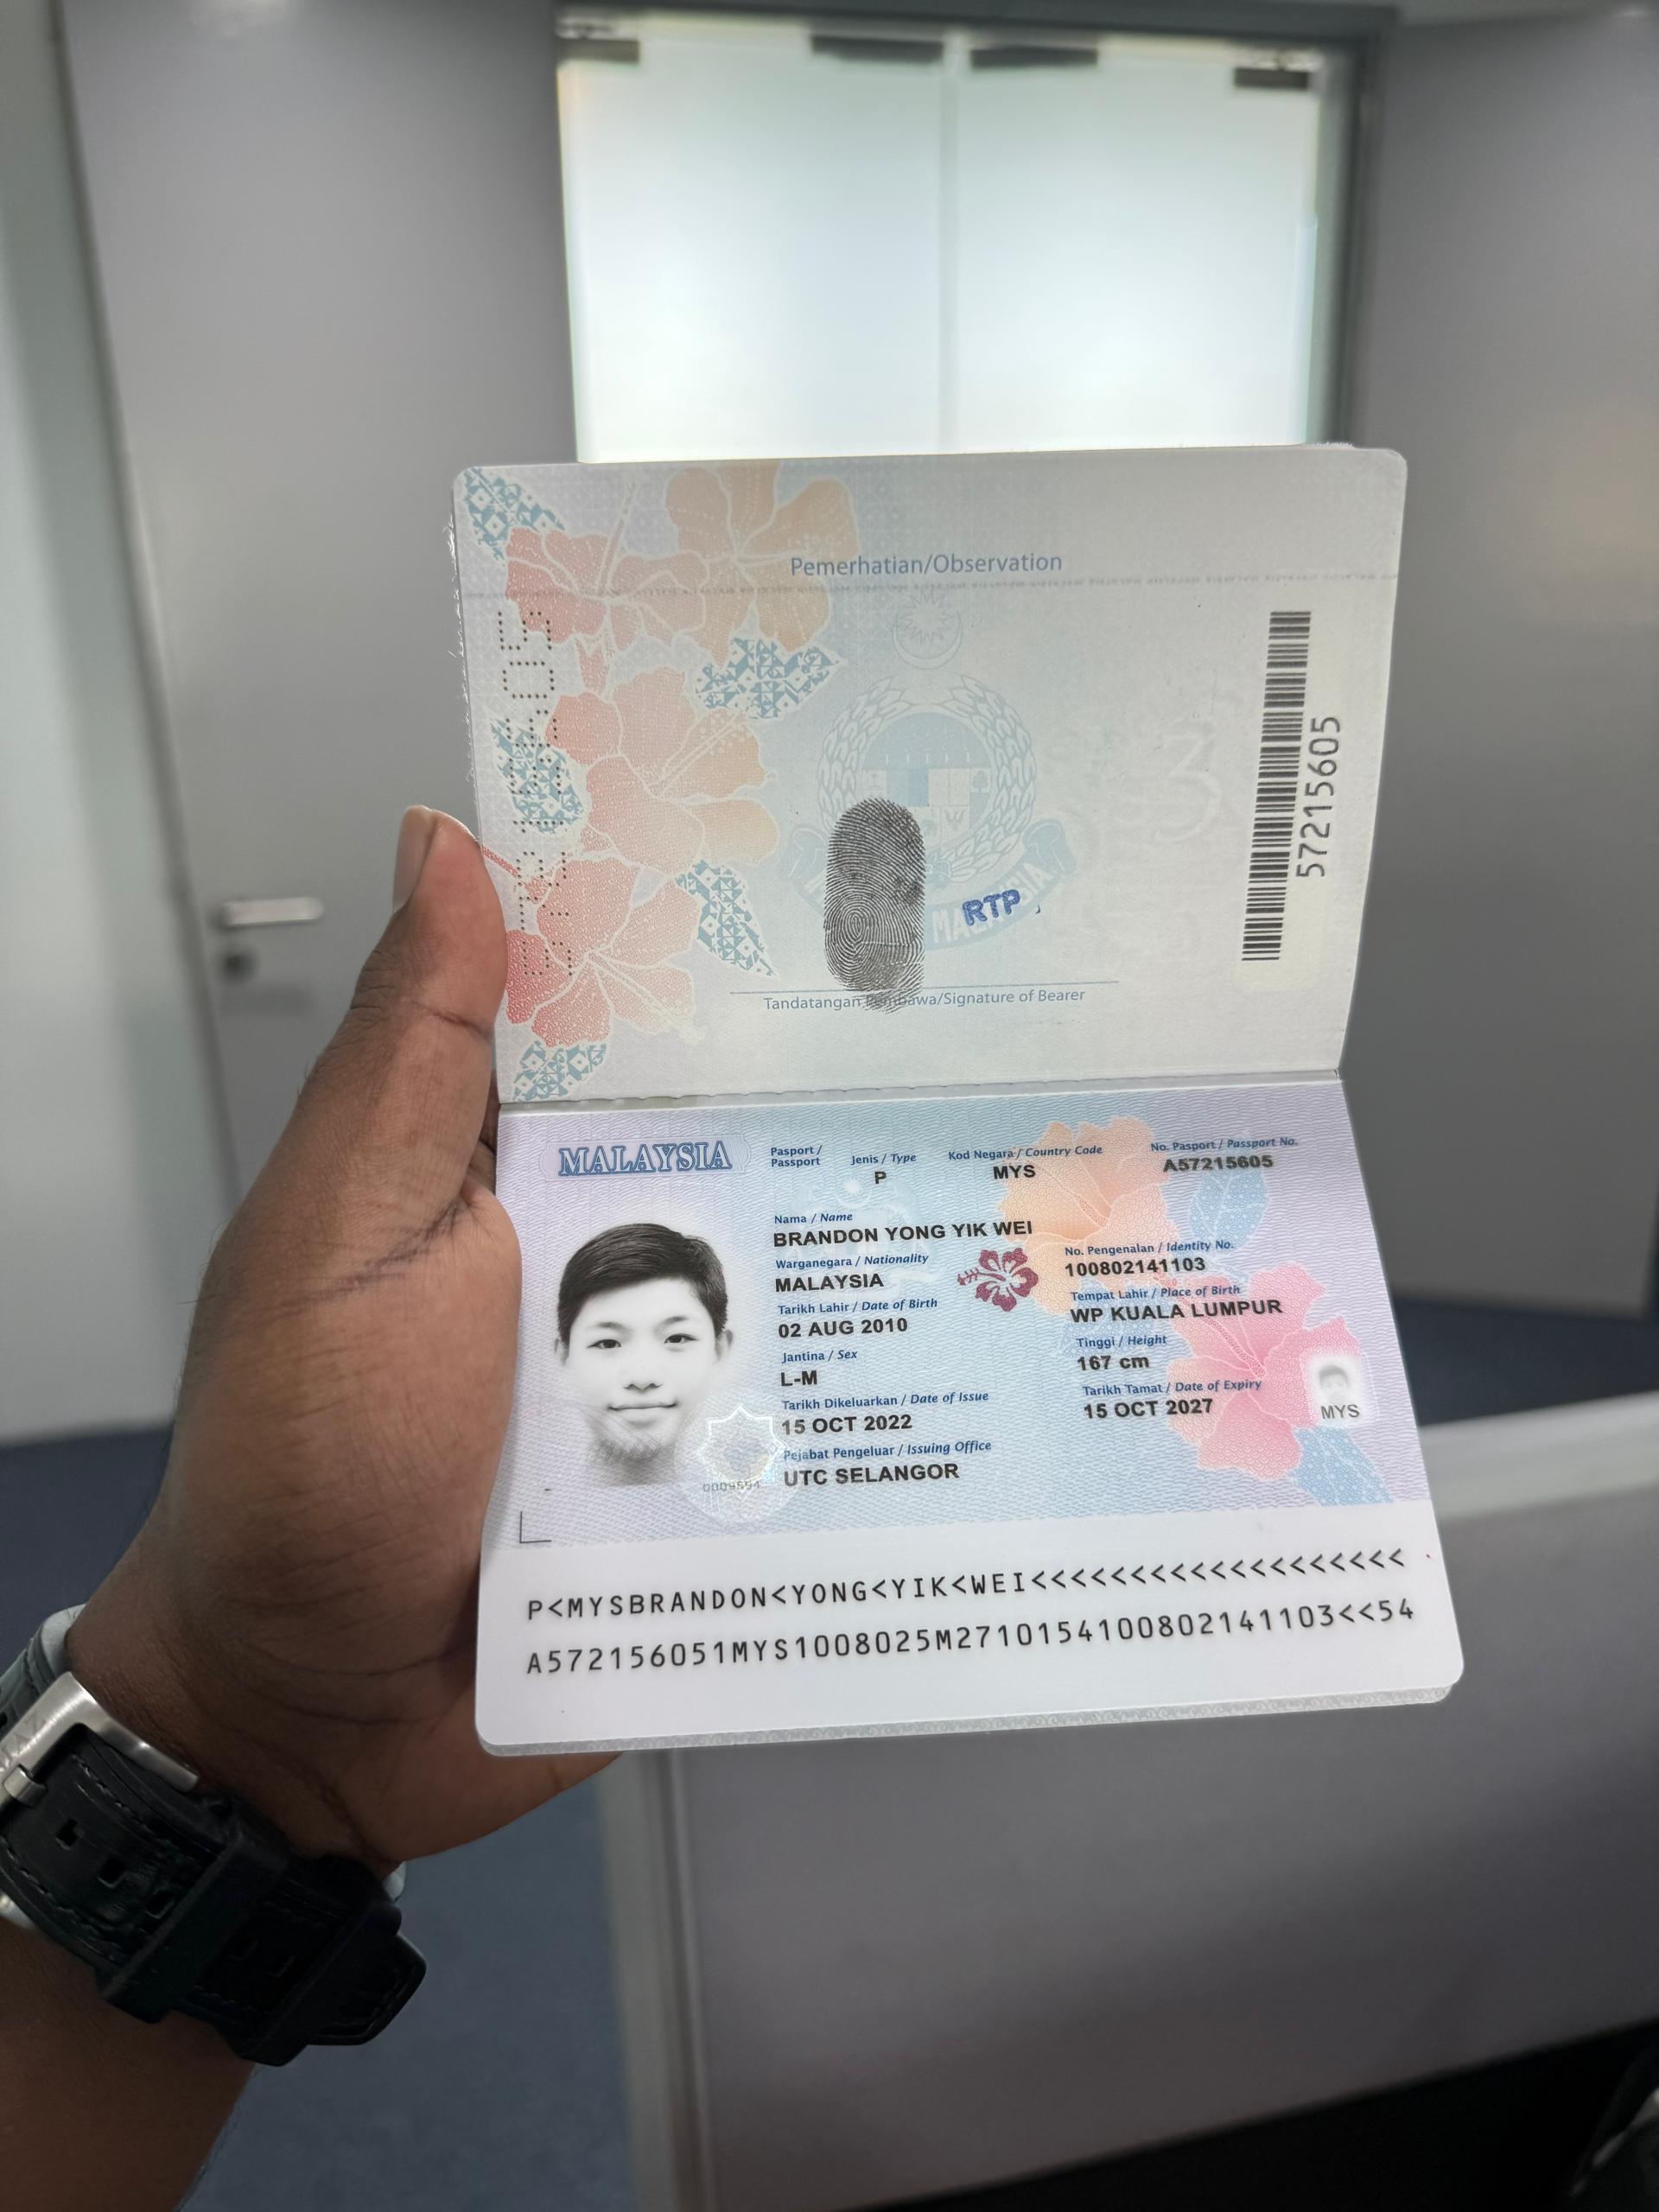 Pemerhatian/Observation
57215605
RTP
MALAYSIA
Tandatangan Pembawa/Signature of Bearer
MALAYSIA
Pasport / Passport
Jenis / Type
P
Kod Negara / Country Code
MYS
No. Pasport / Passport No.
A57215605
Nama / Name
BRANDON YONG YIK WEI
Warganegara / Nationality
MALAYSIA
No. Pengenalan / Identity No.
100802141103
Tarikh Lahir / Date of Birth
02 AUG 2010
Tempat Lahir / Place of Birth
WP KUALA LUMPUR
Jantina / Sex
L-M
Tinggi / Height
167 cm
Tarikh Dikeluarkan / Date of Issue
15 OCT 2022
Tarikh Tamat / Date of Expiry
15 OCT 2027
MYS
Pejabat Pengeluar / Issuing Office
UTC SELANGOR
P<MYSBRANDON<YONG<YIK<WEI<<<<<<<<<<<<<<<<<<<
A572156051MYS1008025M2710154100802141103<<54